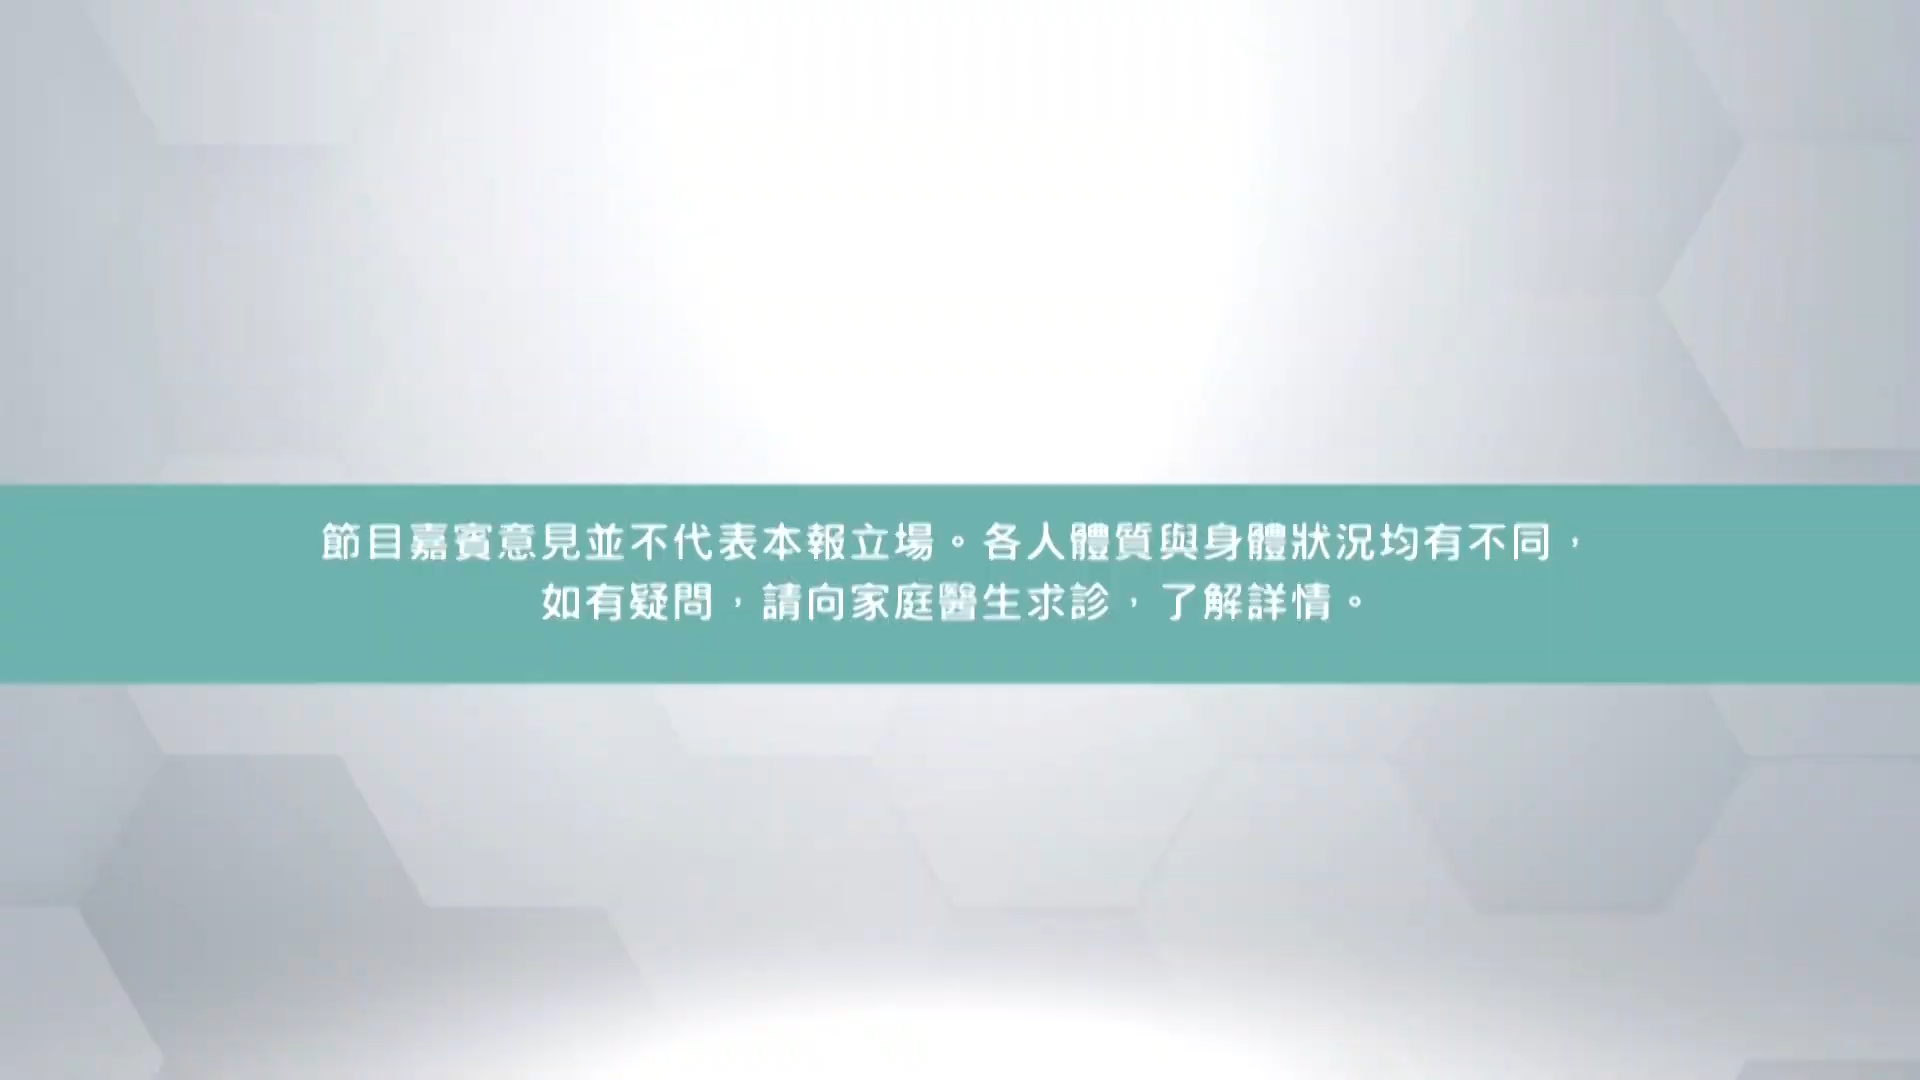 節目嘉賓意見並不代表本報立場。各人體質與身體狀況均有不同，
如有疑問，請向家庭醫生求診，了解詳情。